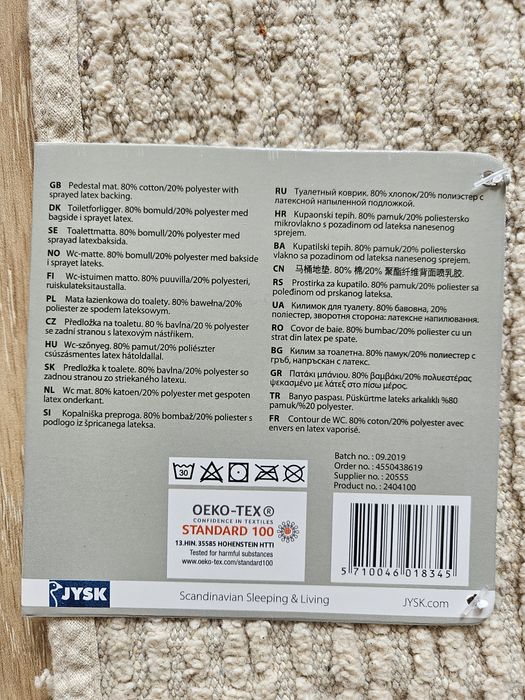 GB Pedestal mat. 80% cotton/20% polyester with
sprayed latex backing.
DK Toiletforligger. 80% bomuld/20% polyester med
bagside i sprayet latex.
SE Toalettmatta. 80% bomull/20% polyester med
sprayad latexbaksida.
NO Wc-matte. 80% bomull/20% polyester med bakside
i sprayet lateks.
FI Wc-istuimen matto. 80% puuvilla/20% polyesteri,
ruiskulateksitaustalla.
PL Mata łazienkowa do toalety. 80% bawełna/20%
poliester ze spodem lateksowym.
CZ Předložka na toaletu. 80 % bavlna/20% polyester
se zadní stranou s latexovým nástřikem.
HU Wc-szőnyeg. 80% pamut/20% poliészter
csúszásmentes latex hátoldallal.
SK Predložka k toalete. 80% bavlna/20% polyester so
zadnou stranou zo striekaného latexu.
NL Wc mat. 80% katoen/20% polyester met gespoten
latex onderkant.
SI Kopalniška preproga. 80% bombaž/20% poliester s
podlogo iz špricanega lateksa.
RU Туалетный коврик. 80% хлопок/20% полиэстер с
латексной напыленной подложкой.
HR Kupaonski tepih. 80% pamuk/20% poliestersko
mikrovlakno s pozadinom od lateksa nanesenog
sprejem.
BA Kupatilski tepih. 80% pamuk/20% poliestersko
vlakno sa pozadinom od lateksa nanesenog sprejem.
CN 马桶地垫. 80% 棉/20% 聚酯纤维背面喷乳胶.
RS Prostirka za kupatilo. 80% pamuk/20% poliester sa
poleđinom od prskanog lateksa.
UA Килимок для туалету. 80% бавовна, 20%
поліестер, зворотня сторона: латексне напилювання.
RO Covor de baie. 80% bumbac/20% poliester cu un
strat din latex pe spate.
BG Килим за тоалетна. 80% памук/20% полиестер с
гръб, напръскан с латекс.
GR Πατάκι μπάνιου. 80% βαμβάκι/20% πολυεστέρας
ψεκασμένο με λάτεξ στο πίσω μέρος.
TR Banyo paspası. Püskürtme lateks arkalıklı %80
pamuk/%20 polyester.
FR Contour de WC. 80% coton/20% polyester avec
envers en latex vaporisé.
Batch no. : 09.2019
Order no. : 4550438619
Supplier no. : 20555
Product no. : 2404100
30
OEKO-TEX®
CONFIDENCE IN TEXTILES
STANDARD 100
13.HIN. 35585 HOHENSTEIN HTTI
Tested for harmful substances
www.oeko-tex.com/standard100
5 710046 018345
JYSK
Scandinavian Sleeping & Living
JYSK.com